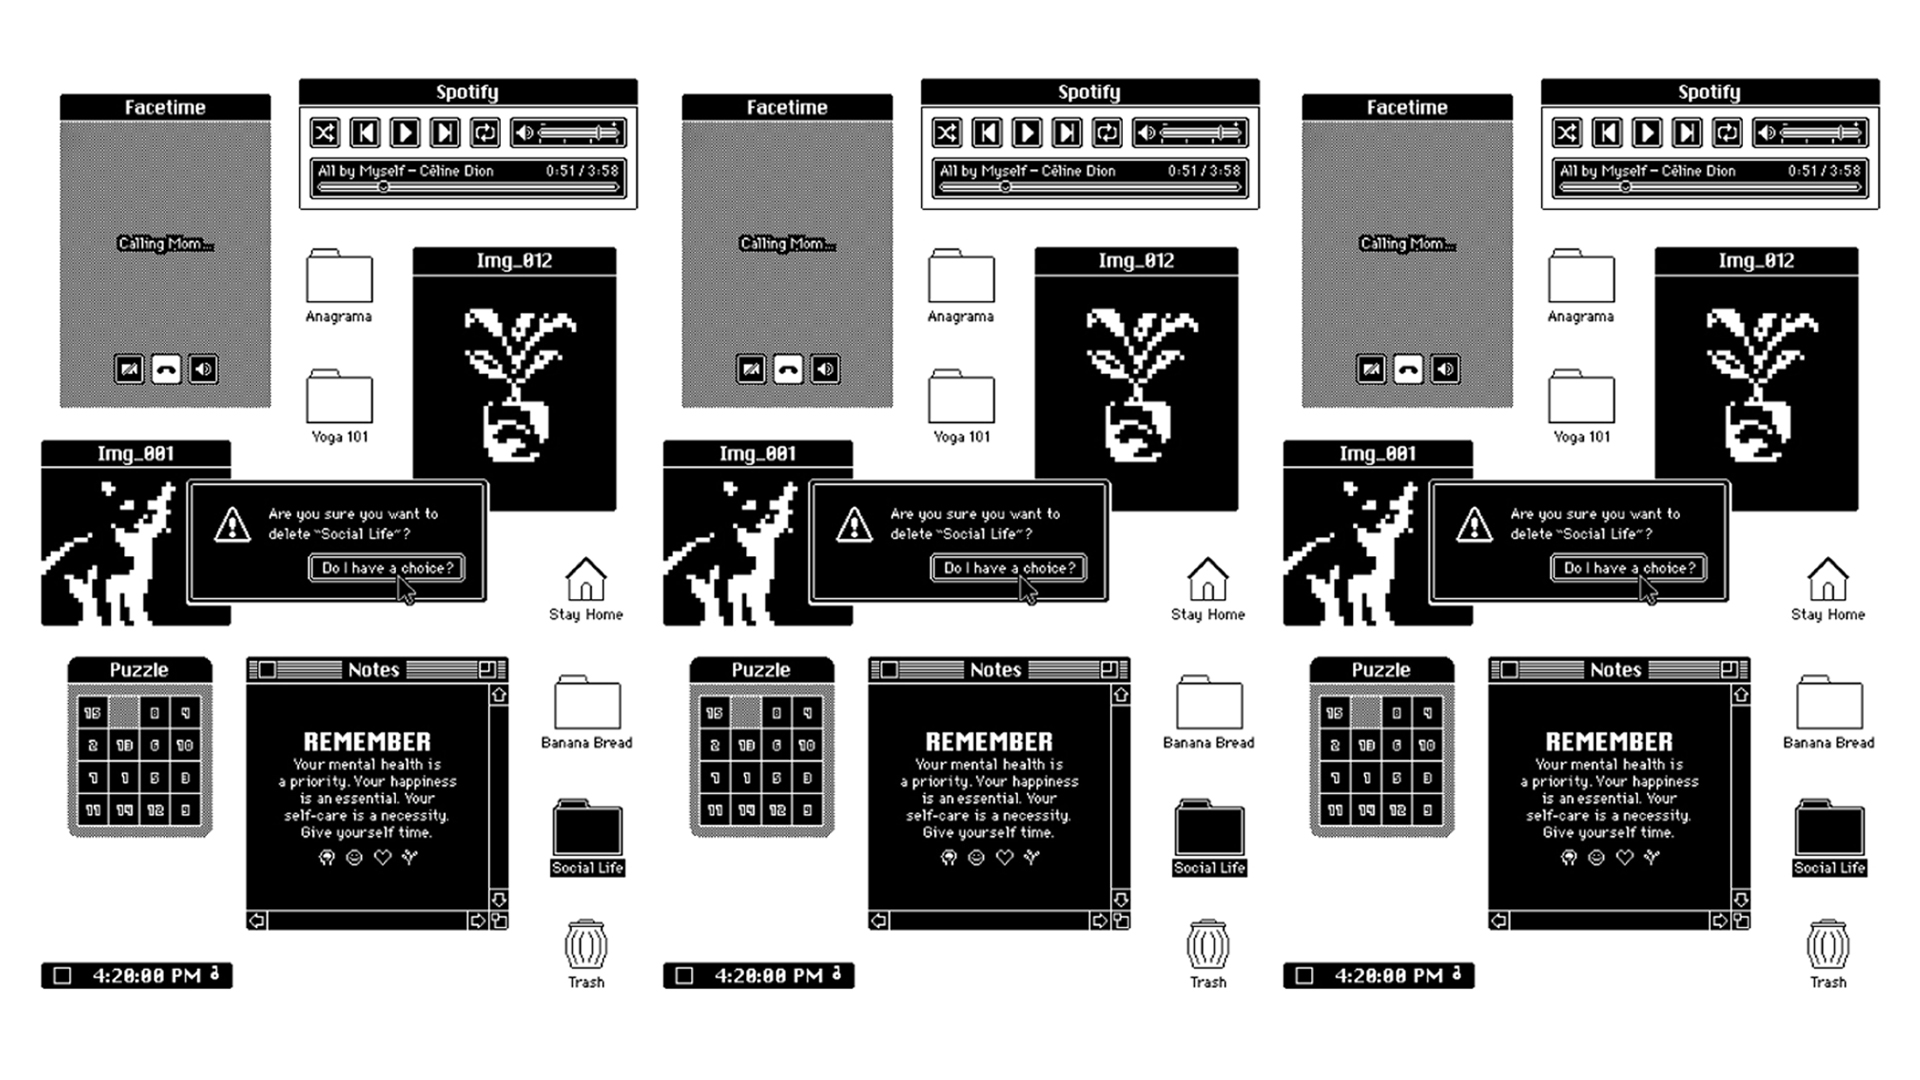 Facetime
Calling Mom...
Spotify
All by Myself – Céline Dion 0:51 / 3:58
Anagrama
Yoga 101
Img_012
Img_001
Are you sure you want to
delete “Social Life”?
Do I have a choice?
Stay Home
Puzzle
15 8 4
2 13 6 10
7 1 5 3
11 14 12 9
Notes
REMEMBER
Your mental health is
a priority. Your happiness
is an essential. Your
self-care is a necessity.
Give yourself time.
Banana Bread
Social Life
Trash
4:20:00 PM
Facetime
Calling Mom...
Spotify
All by Myself – Céline Dion 0:51 / 3:58
Anagrama
Yoga 101
Img_012
Img_001
Are you sure you want to
delete “Social Life”?
Do I have a choice?
Stay Home
Puzzle
15 8 4
2 13 6 10
7 1 5 3
11 14 12 9
Notes
REMEMBER
Your mental health is
a priority. Your happiness
is an essential. Your
self-care is a necessity.
Give yourself time.
Banana Bread
Social Life
Trash
4:20:00 PM
Facetime
Calling Mom...
Spotify
All by Myself – Céline Dion 0:51 / 3:58
Anagrama
Yoga 101
Img_012
Img_001
Are you sure you want to
delete “Social Life”?
Do I have a choice?
Stay Home
Puzzle
15 8 4
2 13 6 10
7 1 5 3
11 14 12 9
Notes
REMEMBER
Your mental health is
a priority. Your happiness
is an essential. Your
self-care is a necessity.
Give yourself time.
Banana Bread
Social Life
Trash
4:20:00 PM